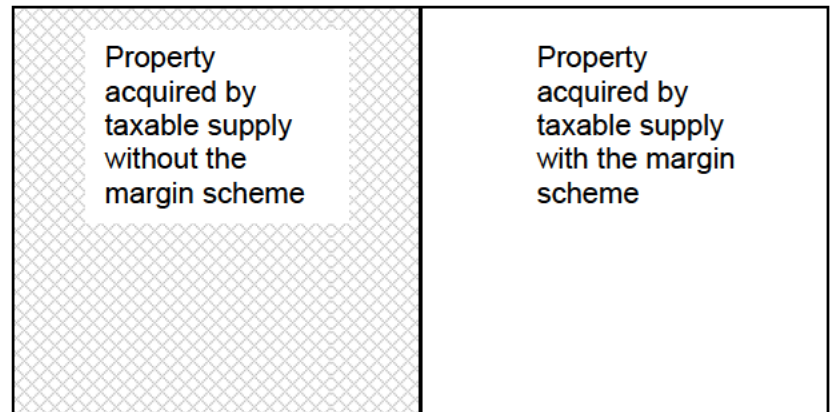 Property
acquired by
taxable supply
without the
margin scheme
Property
acquired by
taxable supply
with the margin
scheme